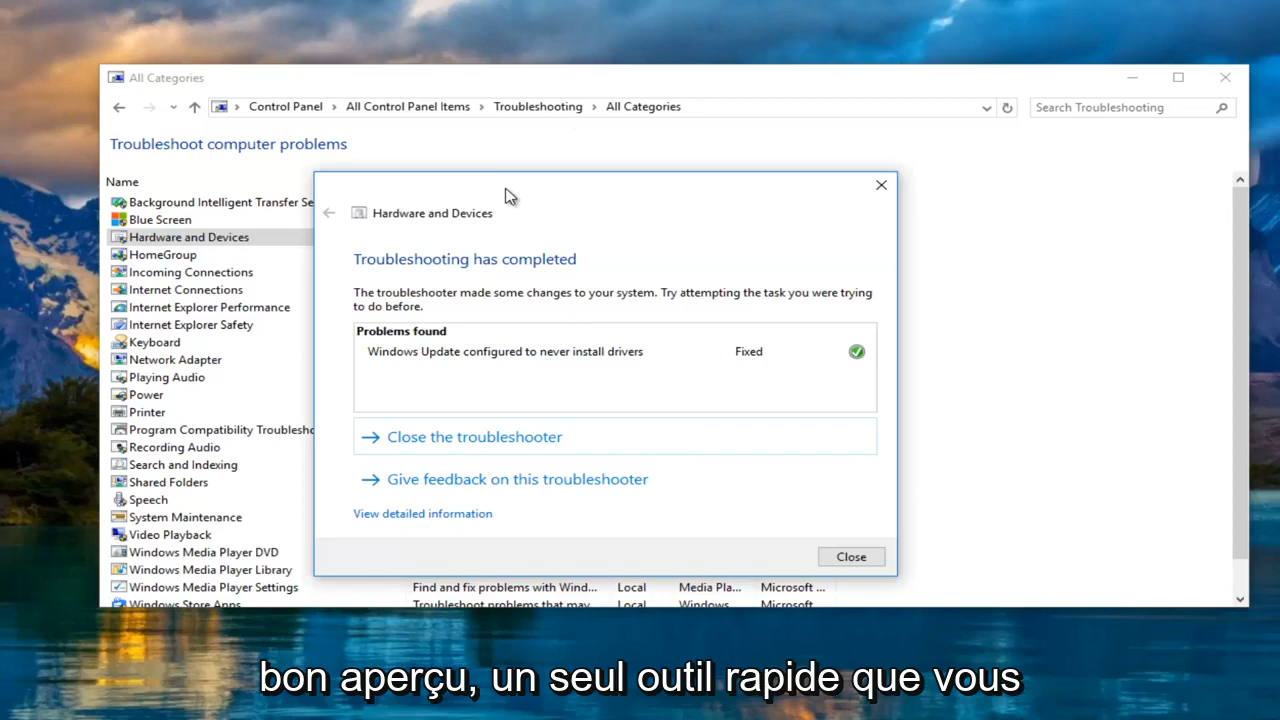 All Categories
Control Panel > All Control Panel Items > Troubleshooting > All Categories
Search Troubleshooting
Troubleshoot computer problems
Name
Background Intelligent Transfer Se
Blue Screen
Hardware and Devices
HomeGroup
Incoming Connections
Internet Connections
Internet Explorer Performance
Internet Explorer Safety
Keyboard
Network Adapter
Playing Audio
Power
Printer
Program Compatibility Troublesho
Recording Audio
Search and Indexing
Shared Folders
Speech
System Maintenance
Video Playback
Windows Media Player DVD
Windows Media Player Library
Windows Media Player Settings Find and fix problems with Wind... Local Media Pla... Microsoft ...
Windows Store Apps Troubleshoot problems that may Local Windows Microsoft
Hardware and Devices
Troubleshooting has completed
The troubleshooter made some changes to your system. Try attempting the task you were trying
to do before.
Problems found
Windows Update configured to never install drivers Fixed
Close the troubleshooter
Give feedback on this troubleshooter
View detailed information
Close
bon aperçu, un seul outil rapide que vous